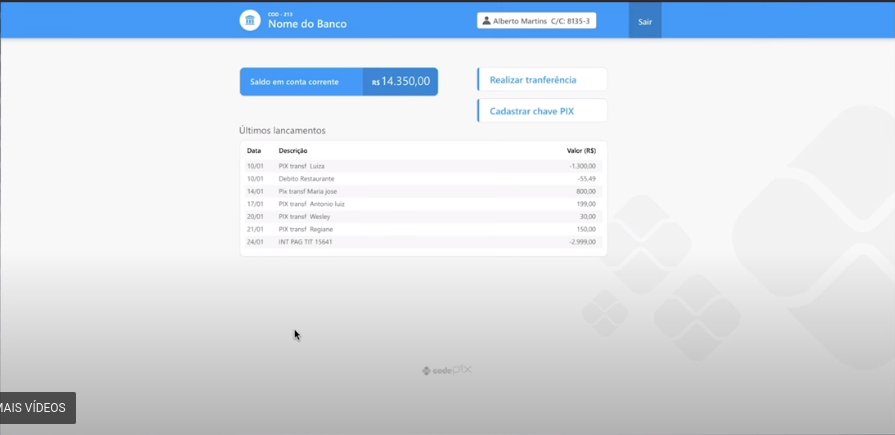 COD - 213
Nome do Banco
Alberto Martins C/C: 8135-3
Sair
Saldo em conta corrente R$ 14.350,00
Realizar tranferência
Cadastrar chave PIX
Últimos lancamentos
Data Descrição Valor (R$)
10/01 PIX transf Luiza -1.300,00
10/01 Debito Restaurante -55,49
14/01 Pix transf Maria jose 800,00
17/01 PIX transf Antonio luiz 199,00
20/01 PIX transf Wesley 30,00
21/01 PIX transf Regiane 150,00
24/01 INT PAG TIT 15641 -2.999,00
code pix
MAIS VÍDEOS